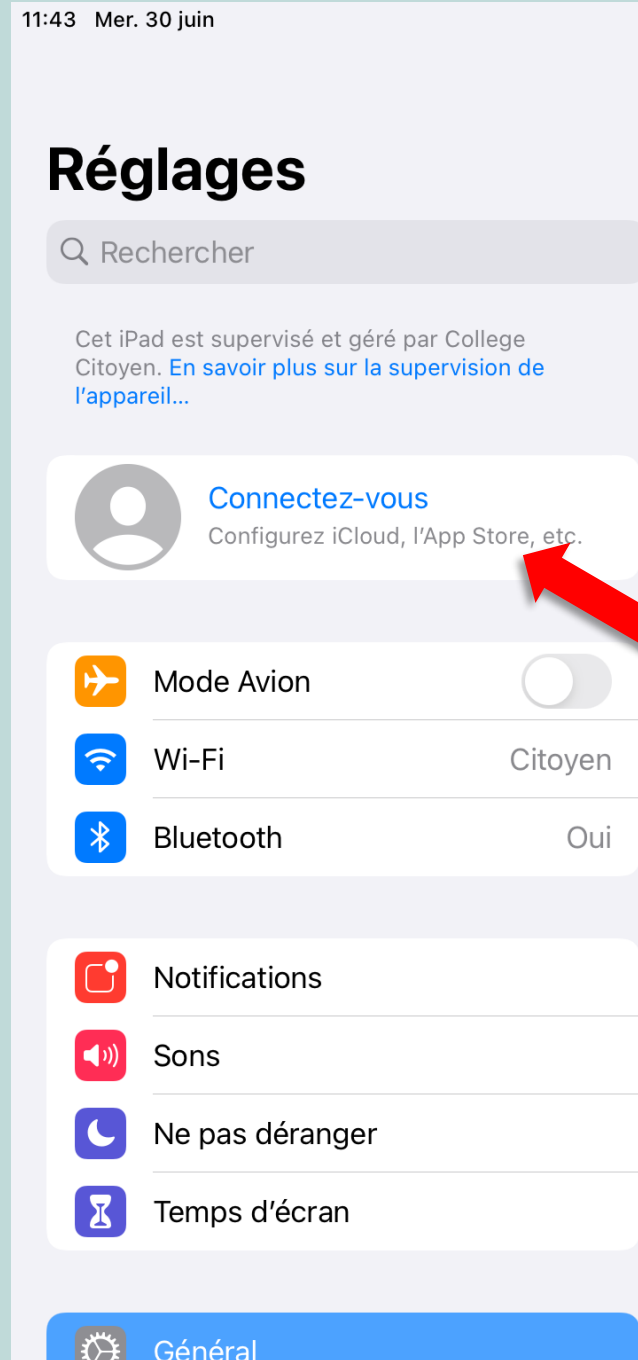 11:43 Mer. 30 juin
Réglages
Rechercher
Cet iPad est supervisé et géré par College
Citoyen. En savoir plus sur la supervision de
l’appareil...
Connectez-vous
Configurez iCloud, l’App Store, etc.
Mode Avion
Wi-Fi Citoyen
Bluetooth Oui
Notifications
Sons
Ne pas déranger
Temps d’écran
Général